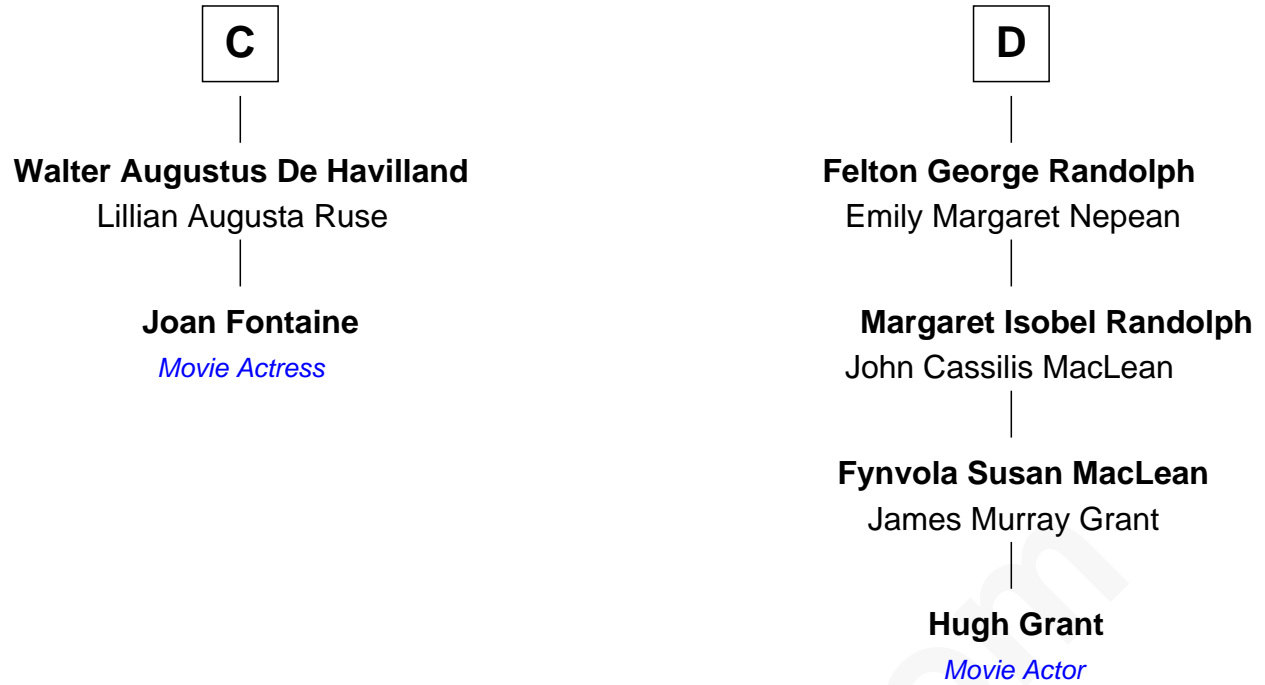 C
Walter Augustus De Havilland
Lillian Augusta Ruse
Joan Fontaine
Movie Actress
D
Felton George Randolph
Emily Margaret Nepean
Margaret Isobel Randolph
John Cassilis MacLean
Fynvola Susan MacLean
James Murray Grant
Hugh Grant
Movie Actor
om